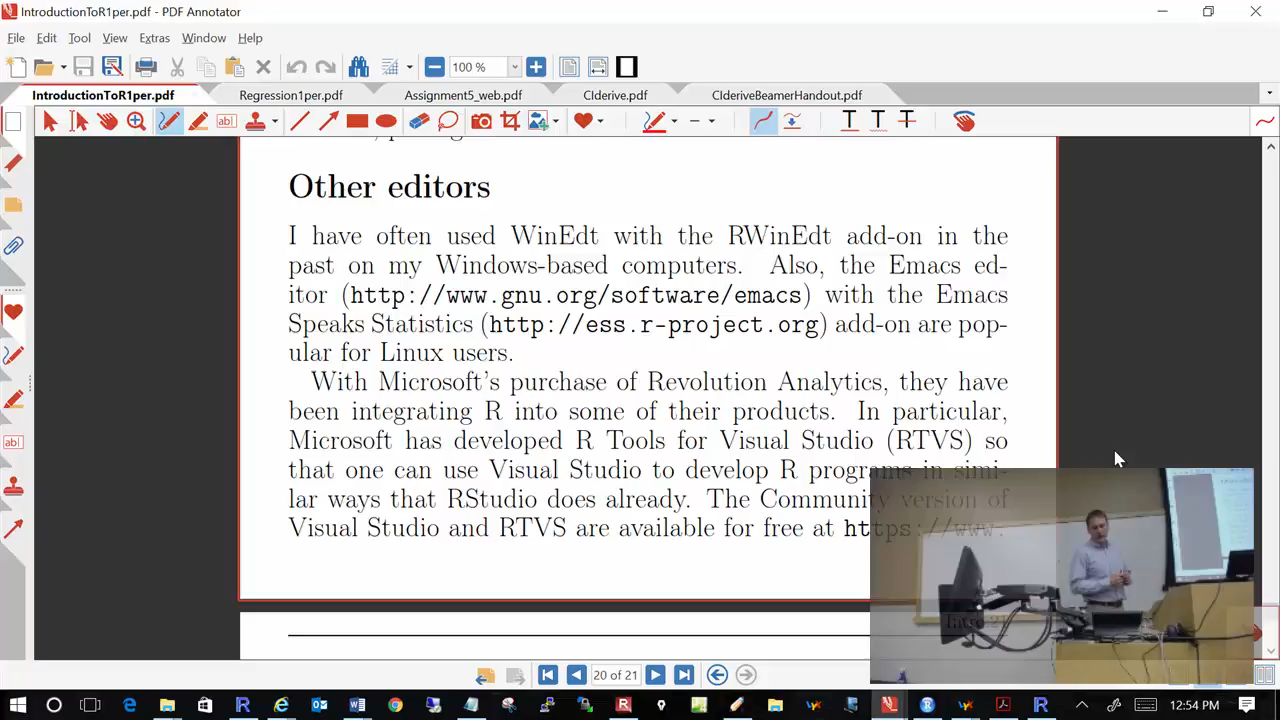 IntroductionToR1per.pdf - PDF Annotator
File Edit Tool View Extras Window Help
100 %
IntroductionToR1per.pdf Regression1per.pdf Assignment5_web.pdf CIderive.pdf CIderiveBeamerHandout.pdf
Other editors
I have often used WinEdt with the RWinEdt add-on in the
past on my Windows-based computers. Also, the Emacs ed-
itor (http://www.gnu.org/software/emacs) with the Emacs
Speaks Statistics (http://ess.r-project.org) add-on are pop-
ular for Linux users.
With Microsoft's purchase of Revolution Analytics, they have
been integrating R into some of their products. In particular,
Microsoft has developed R Tools for Visual Studio (RTVS) so
that one can use Visual Studio to develop R programs in simi-
lar ways that RStudio does already. The Community version of
Visual Studio and RTVS are available for free at https://www.
20 of 21
12:54 PM